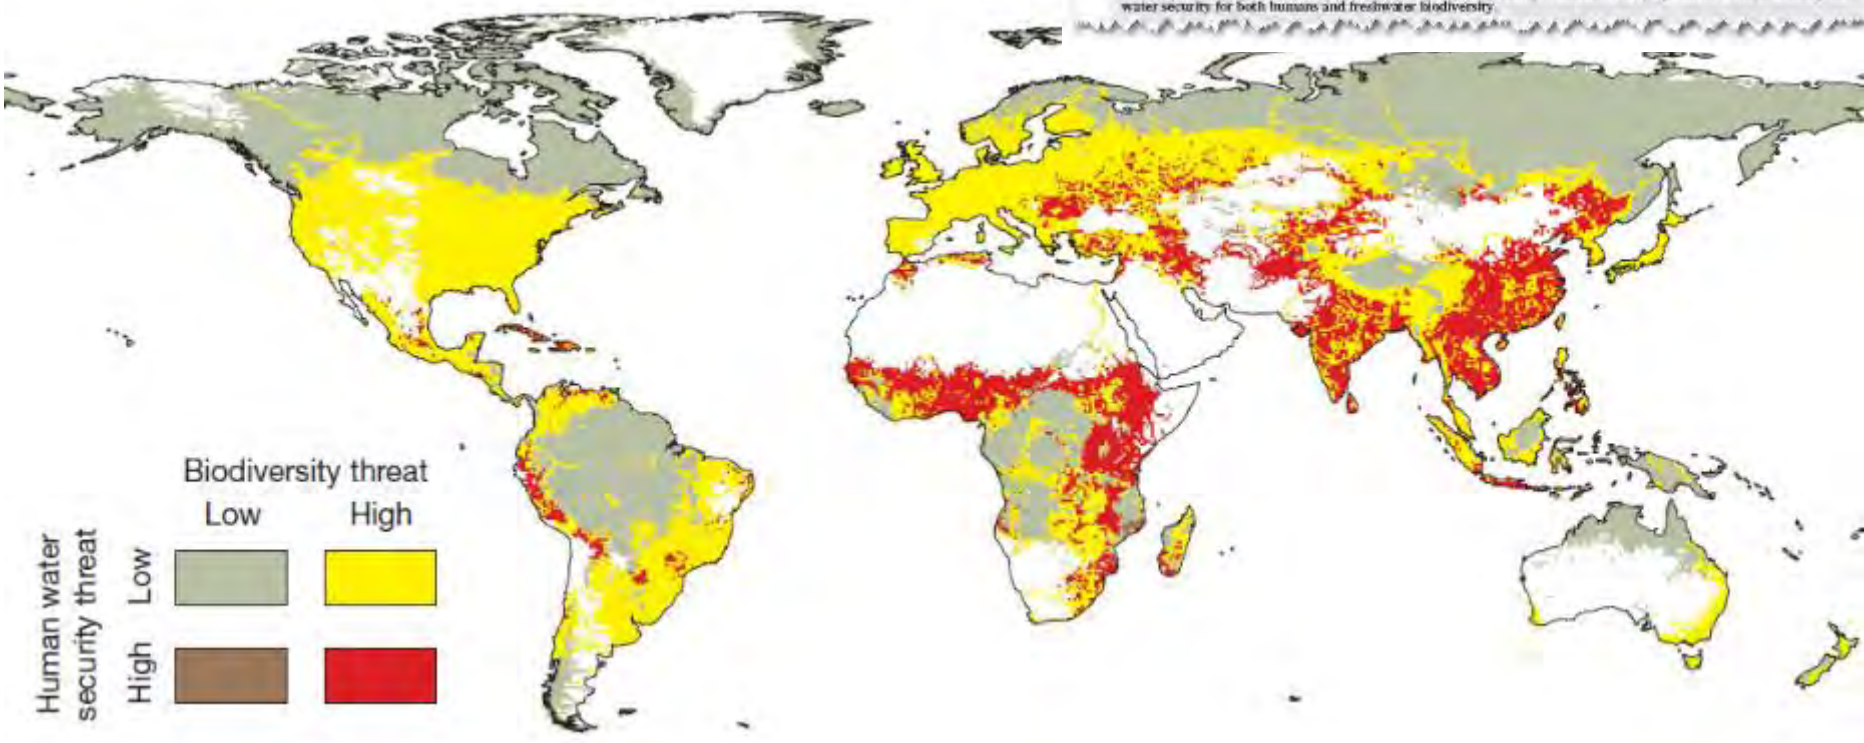 water security for both humans and freshwater biodiversity.
Biodiversity threat
Low High
Human water
security threat
Low
High